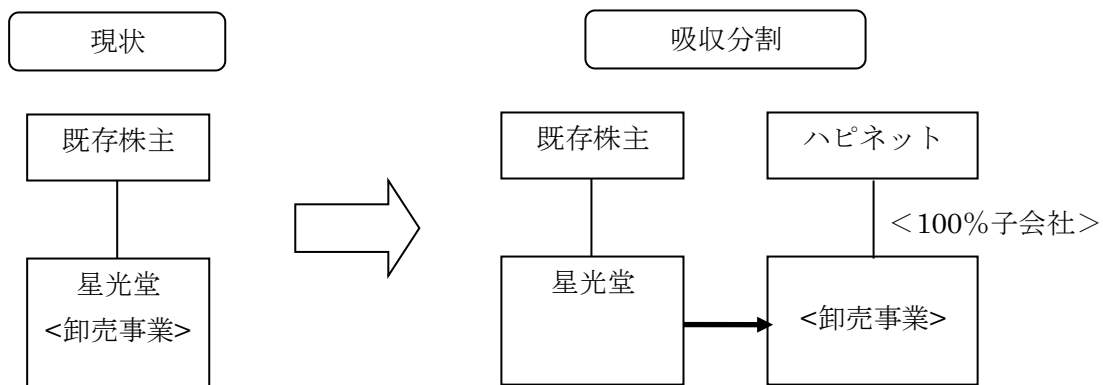 現状
吸収分割
既存株主
既存株主
ハピネット
＜100%子会社＞
星光堂
<卸売事業>
星光堂
<卸売事業>